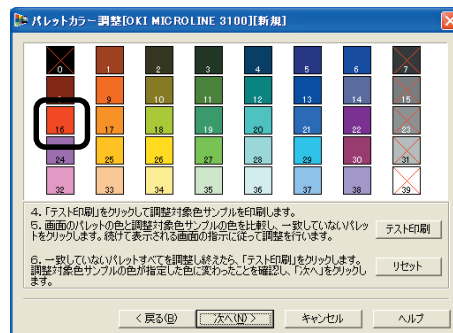 パレットカラー調整[OKI MICROLINE 3100][新規]
0 1 2 3 4 5 6 7
9 10 11 12 13 14 15
16 17 18 19 20 21 22 23
24 25 26 27 28 29 30 31
32 33 34 35 36 37 38 39
4. 「テスト印刷」をクリックして調整対象色サンプルを印刷します。
5. 画面のパレットの色と調整対象色サンプルの色を比較し、一致していないパレッ
トをクリックします。続けて表示される画面の指示に従って調整を行います。
テスト印刷
6. 一致していないパレットすべてを調整し終えたら、「テスト印刷」をクリックします。
調整対象色サンプルの色が指定した色に変わったことを確認し、「次へ」をクリックし
ます。
リセット
< 戻る(B) 次へ(N) > キャンセル ヘルプ